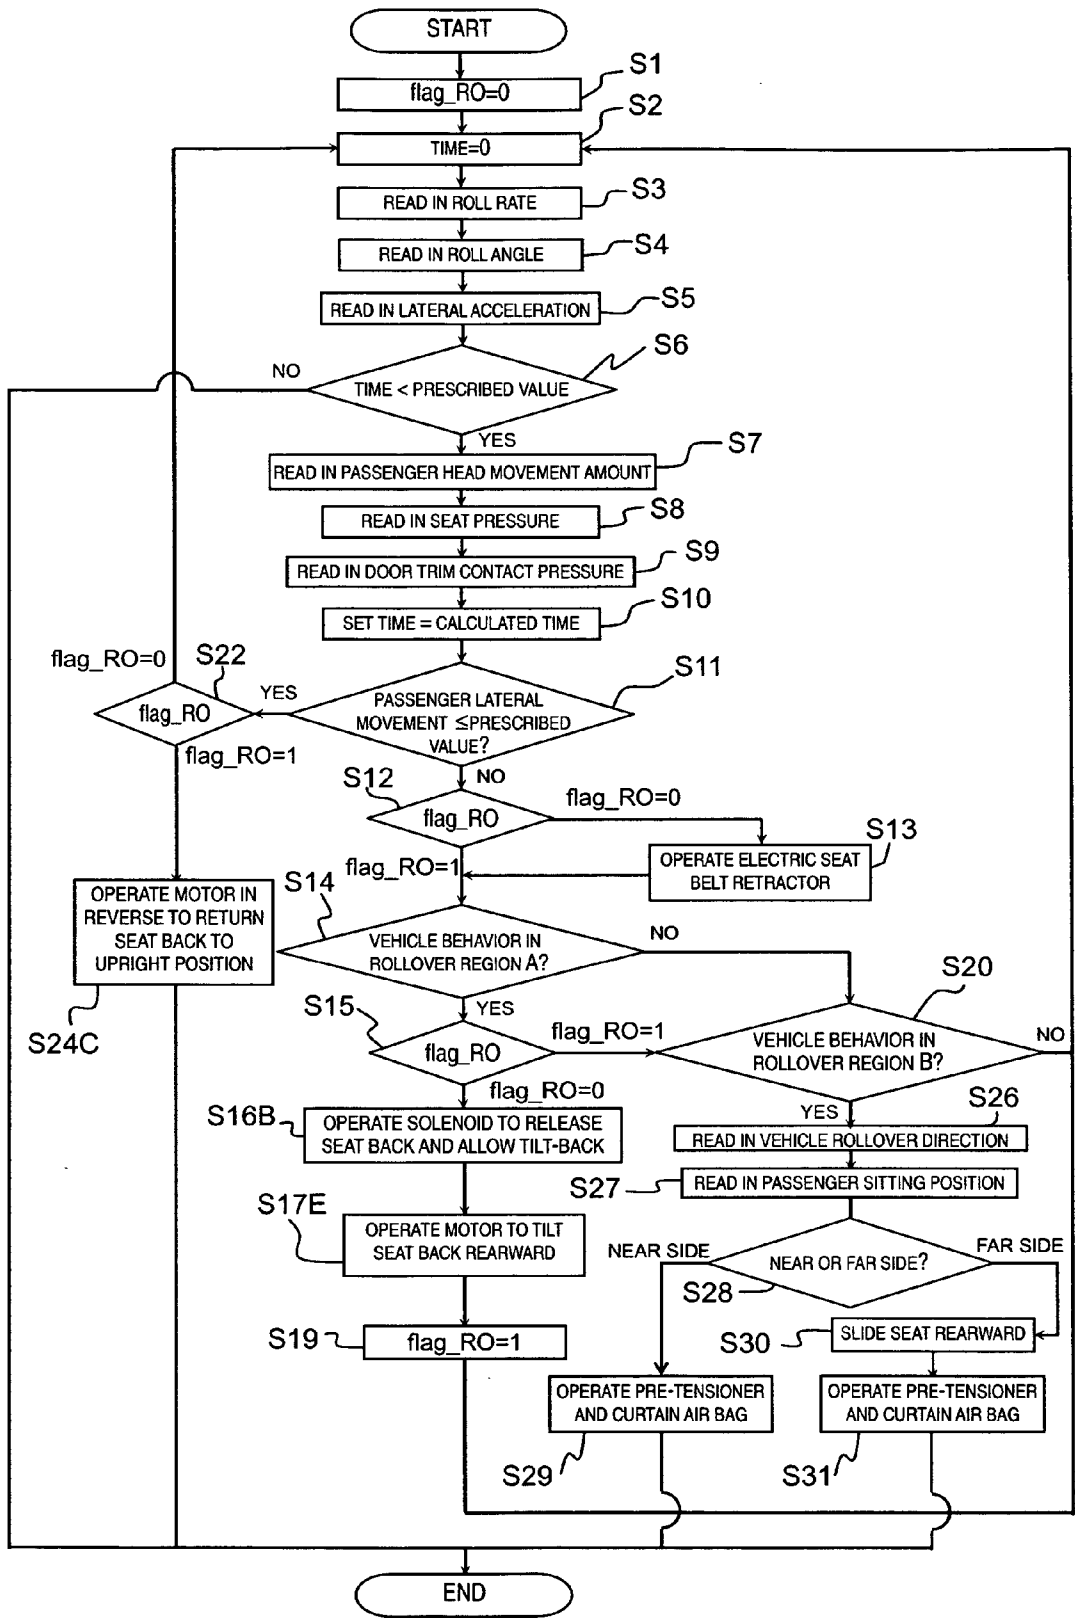 START
S1
flag_RO=0
S2
TIME=0
S3
READ IN ROLL RATE
S4
READ IN ROLL ANGLE
S5
READ IN LATERAL ACCELERATION
S6
NO
TIME < PRESCRIBED VALUE
YES
S7
READ IN PASSENGER HEAD MOVEMENT AMOUNT
S8
READ IN SEAT PRESSURE
S9
READ IN DOOR TRIM CONTACT PRESSURE
S10
SET TIME = CALCULATED TIME
S11
flag_RO=0
S22
YES
flag_RO
PASSENGER LATERAL
MOVEMENT ≤PRESCRIBED
VALUE?
flag_RO=1
NO
S12
flag_RO
flag_RO=0
S13
OPERATE ELECTRIC SEAT
BELT RETRACTOR
flag_RO=1
OPERATE MOTOR IN
REVERSE TO RETURN
SEAT BACK TO
UPRIGHT POSITION
S24C
S14
VEHICLE BEHAVIOR IN
ROLLOVER REGION A?
NO
YES
S15
flag_RO
flag_RO=1
S20
VEHICLE BEHAVIOR IN
ROLLOVER REGION B?
NO
YES
flag_RO=0
S16B
OPERATE SOLENOID TO RELEASE
SEAT BACK AND ALLOW TILT-BACK
S26
READ IN VEHICLE ROLLOVER DIRECTION
S27
READ IN PASSENGER SITTING POSITION
S17E
OPERATE MOTOR TO TILT
SEAT BACK REARWARD
NEAR SIDE
FAR SIDE
NEAR OR FAR SIDE?
S28
S19
flag_RO=1
S30
SLIDE SEAT REARWARD
OPERATE PRE-TENSIONER
AND CURTAIN AIR BAG
S29
OPERATE PRE-TENSIONER
AND CURTAIN AIR BAG
S31
END